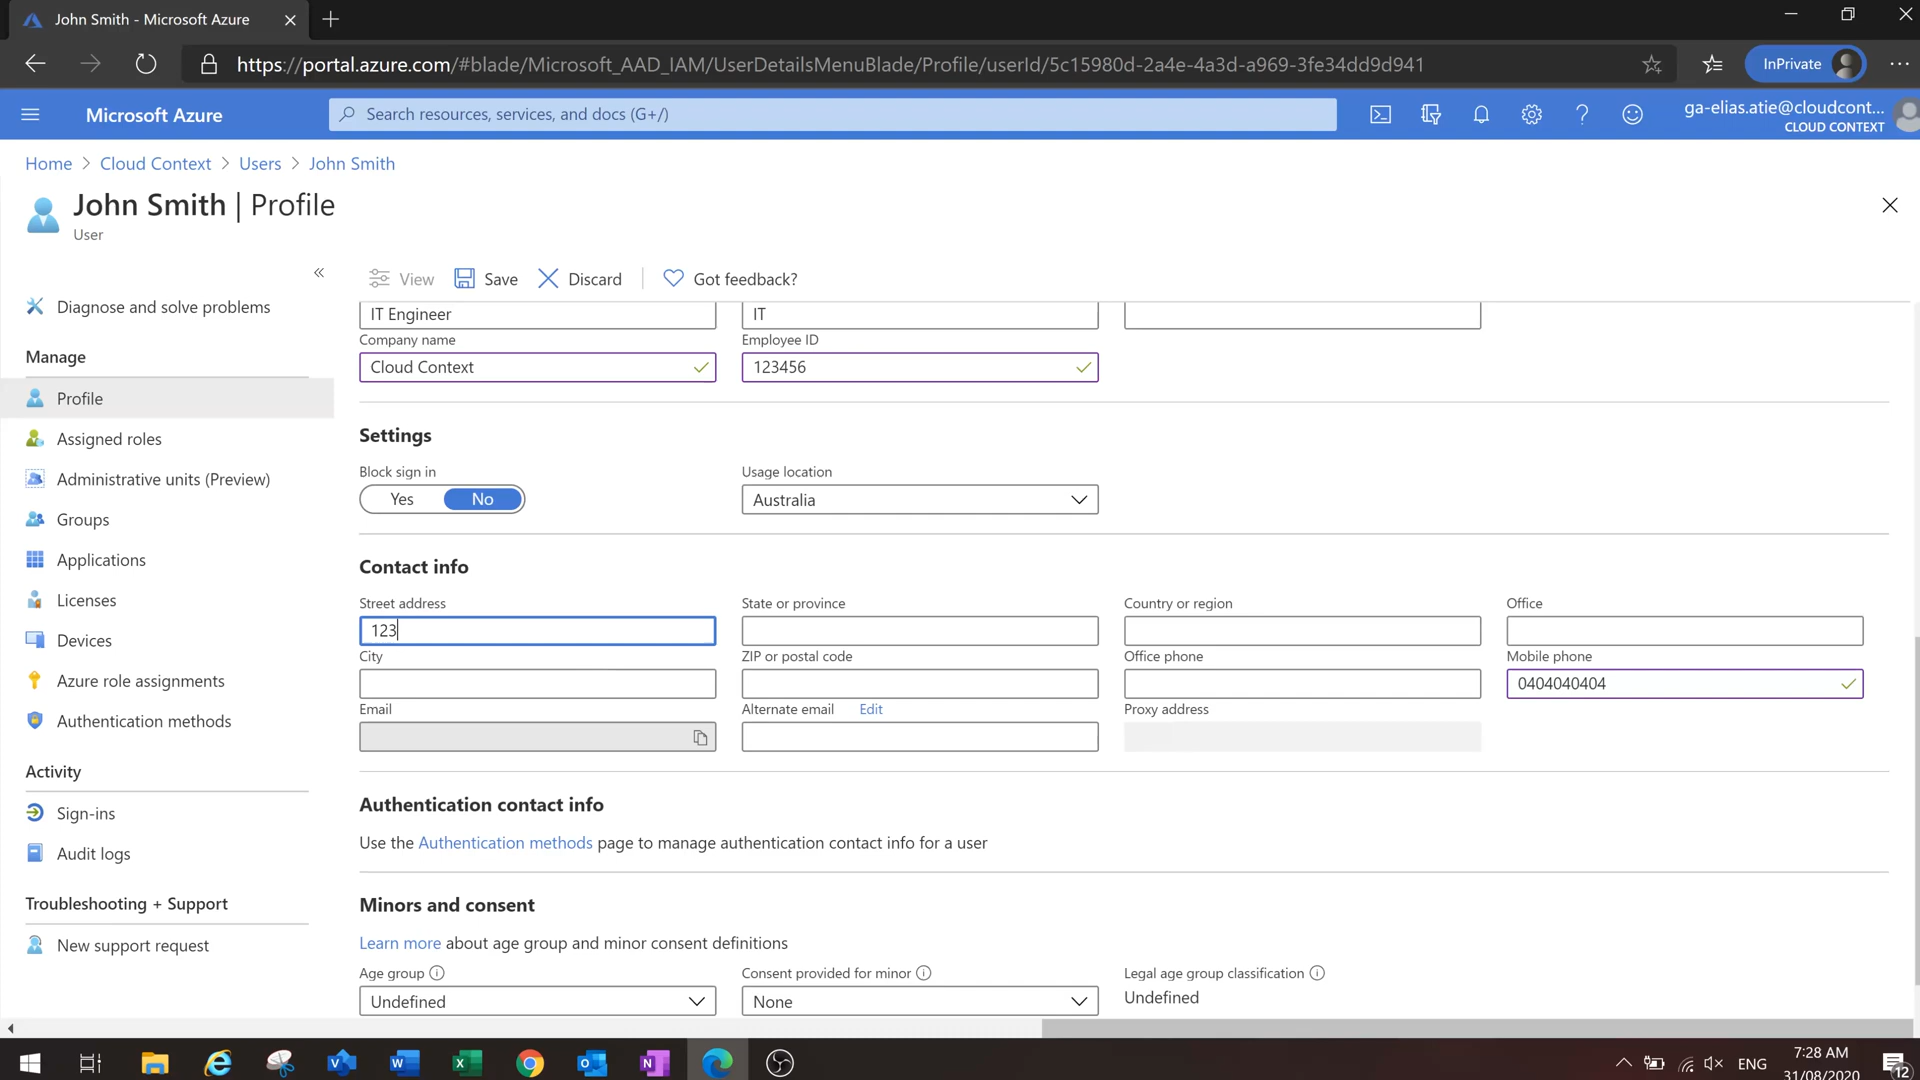 John Smith - Microsoft Azure
https://portal.azure.com/#blade/Microsoft_AAD_IAM/UserDetailsMenuBlade/Profile/userId/5c15980d-2a4e-4a3d-a969-3fe34dd9d941
InPrivate
Microsoft Azure
Search resources, services, and docs (G+/)
ga-elias.atie@cloudcont...
CLOUD CONTEXT
Home > Cloud Context > Users > John Smith
John Smith | Profile
User
View Save Discard Got feedback?
Diagnose and solve problems
Manage
Profile
Assigned roles
Administrative units (Preview)
Groups
Applications
Licenses
Devices
Azure role assignments
Authentication methods
Activity
Sign-ins
Audit logs
Troubleshooting + Support
New support request
IT Engineer IT
Company name Employee ID
Cloud Context 123456
Settings
Block sign in Usage location
Yes No Australia
Contact info
Street address State or province Country or region Office
123
City ZIP or postal code Office phone Mobile phone
0404040404
Email Alternate email Edit Proxy address
Authentication contact info
Use the Authentication methods page to manage authentication contact info for a user
Minors and consent
Learn more about age group and minor consent definitions
Age group Consent provided for minor Legal age group classification
Undefined None Undefined
ENG
7:28 AM
31/08/2020
12